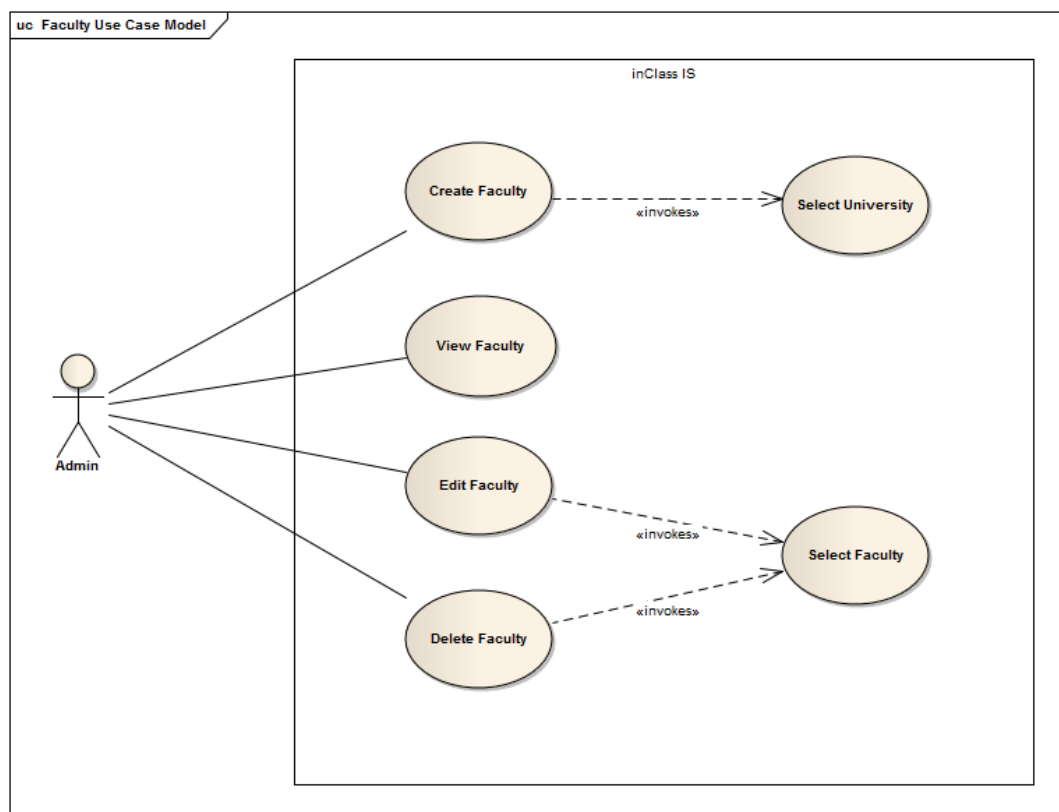 uc Faculty Use Case Model
inClass IS
Create Faculty
«invokes»
Select University
View Faculty
Admin
Edit Faculty
«invokes»
Select Faculty
«invokes»
Delete Faculty